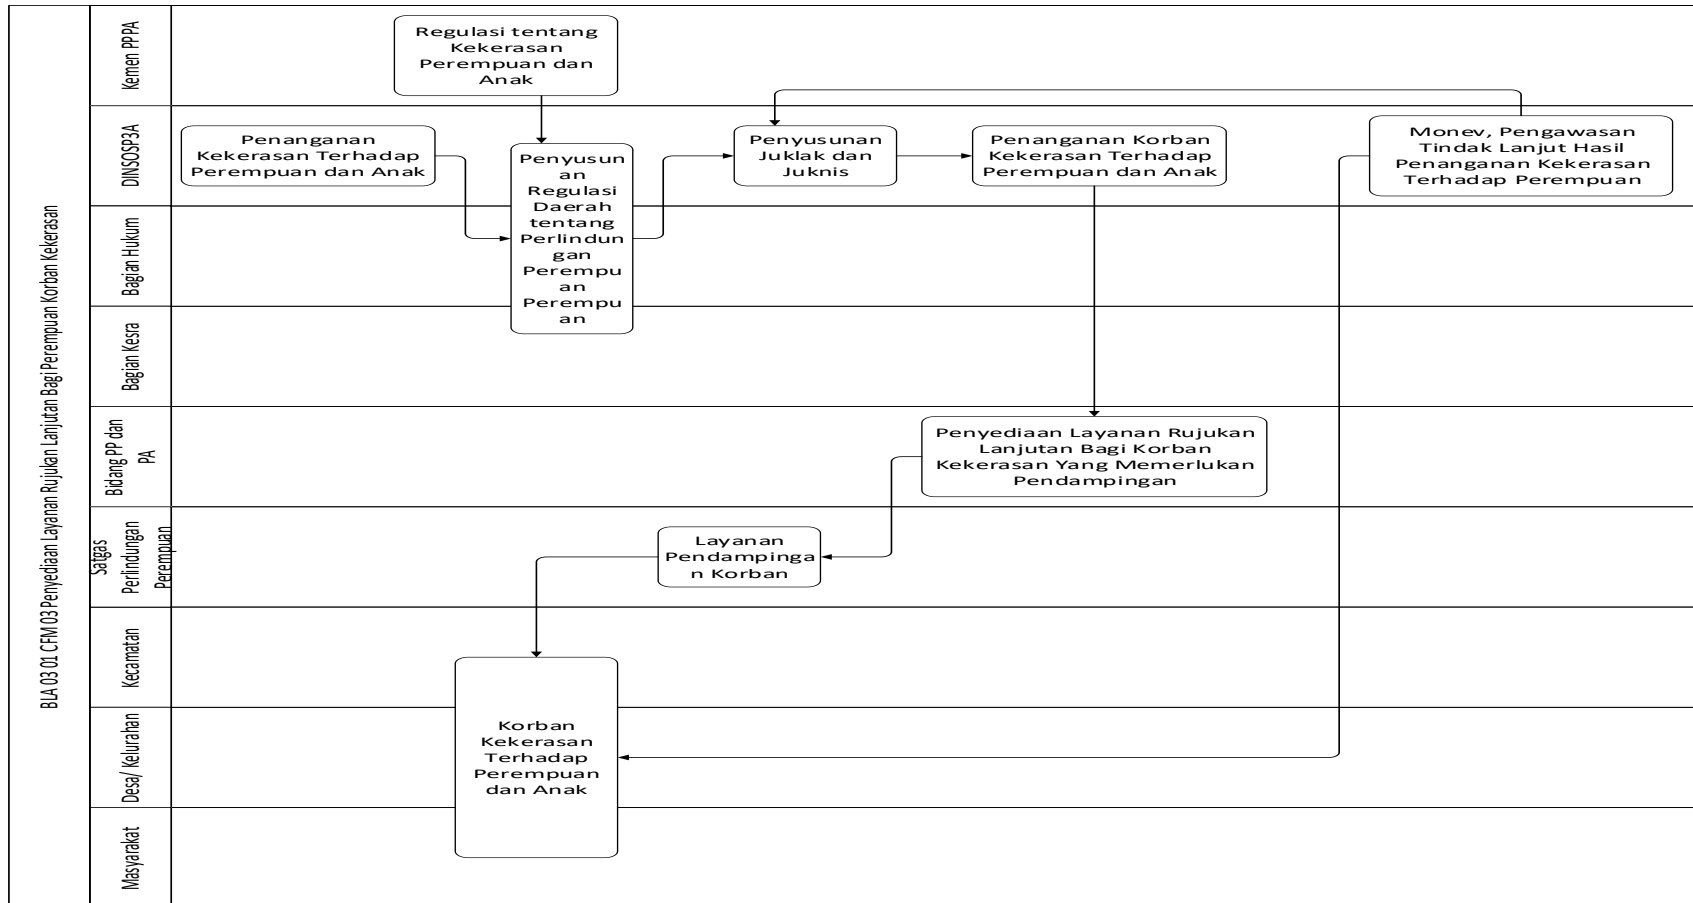 BLA 03 01 CFM 03 Penyediaan Layanan Rujukan Lanjutan Bagi Perempuan Korban Kekerasan
Kemen PPPA
Regulasi tentang
Kekerasan
Perempuan dan
Anak
DINSOSP3A
Penanganan
Kekerasan Terhadap
Perempuan dan Anak
Penyusun
an
Regulasi
Daerah
tentang
Perlindun
gan
Perempu
an
Perempu
an
Penyusunan
Juklak dan
Juknis
Penanganan Korban
Kekerasan Terhadap
Perempuan dan Anak
Monev, Pengawasan
Tindak Lanjut Hasil
Penanganan Kekerasan
Terhadap Perempuan
Bagian Hukum
Bagian Kesra
Bidang PP dan
PA
Penyediaan Layanan Rujukan
Lanjutan Bagi Korban
Kekerasan Yang Memerlukan
Pendampingan
Satgas
Perlindungan
Perempuan
Layanan
Pendampinga
n Korban
Kecamatan
Desa/ Kelurahan
Korban
Kekerasan
Terhadap
Perempuan
dan Anak
Masyarakat